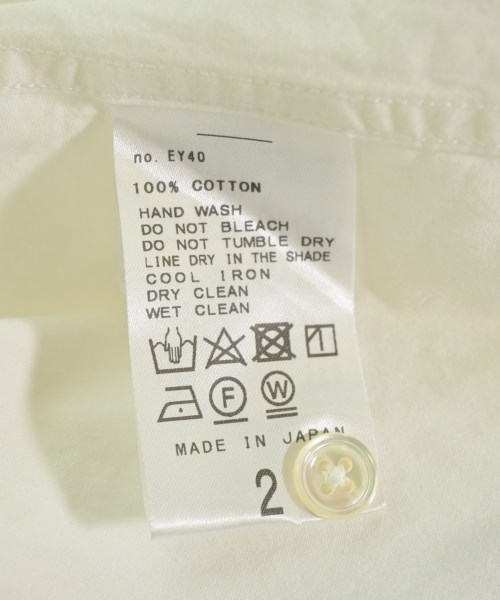 no. EY40
100% COTTON
HAND WASH
DO NOT BLEACH
DO NOT TUMBLE DRY
LINE DRY IN THE SHADE
COOL IRON
DRY CLEAN
WET CLEAN
F W
MADE IN JAPAN
2